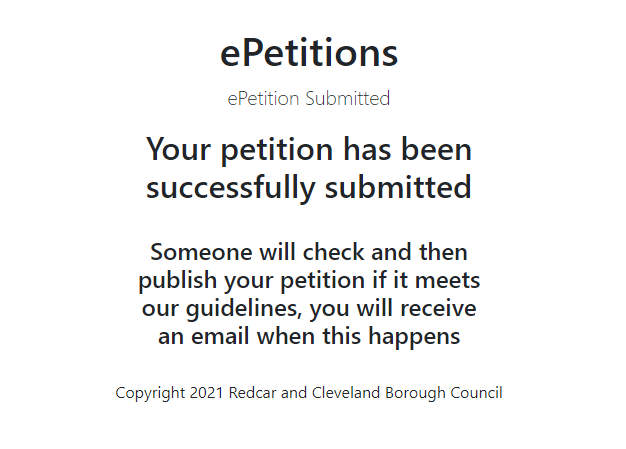 ePetitions
ePetition Submitted
Your petition has been
successfully submitted
Someone will check and then
publish your petition if it meets
our guidelines, you will receive
an email when this happens
Copyright 2021 Redcar and Cleveland Borough Council